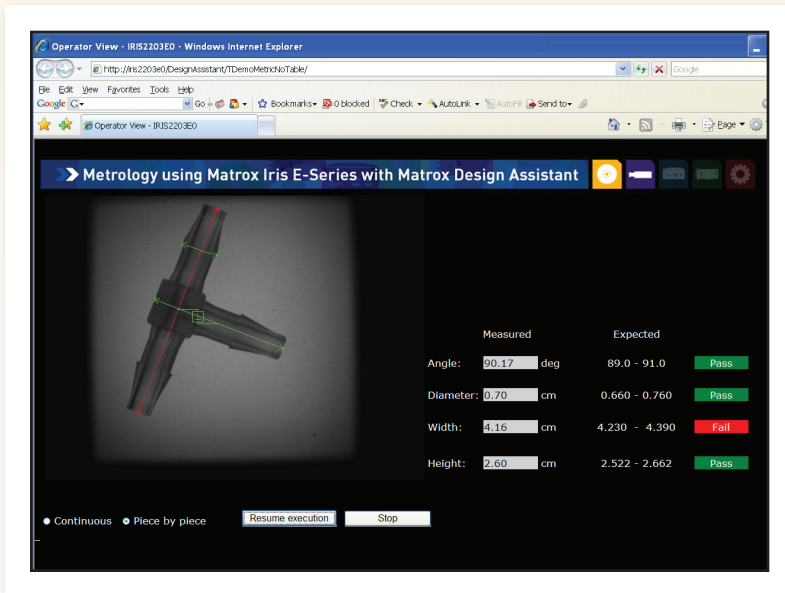 Operator View - IRIS2203E0 - Windows Internet Explorer
http://iris2203e0/DesignAssistant/TDemoMetricNoTable/
Google
File Edit View Favorites Tools Help
Google G Go Bookmarks 0 blocked Check AutoLink AutoFill Send to
Operator View - IRIS2203E0
Page
Metrology using Matrox Iris E-Series with Matrox Design Assistant
Measured Expected
Angle: 90.17 deg 89.0 - 91.0 Pass
Diameter: 0.70 cm 0.660 - 0.760 Pass
Width: 4.16 cm 4.230 - 4.390 Fail
Height: 2.60 cm 2.522 - 2.662 Pass
Continuous Piece by piece Resume execution Stop